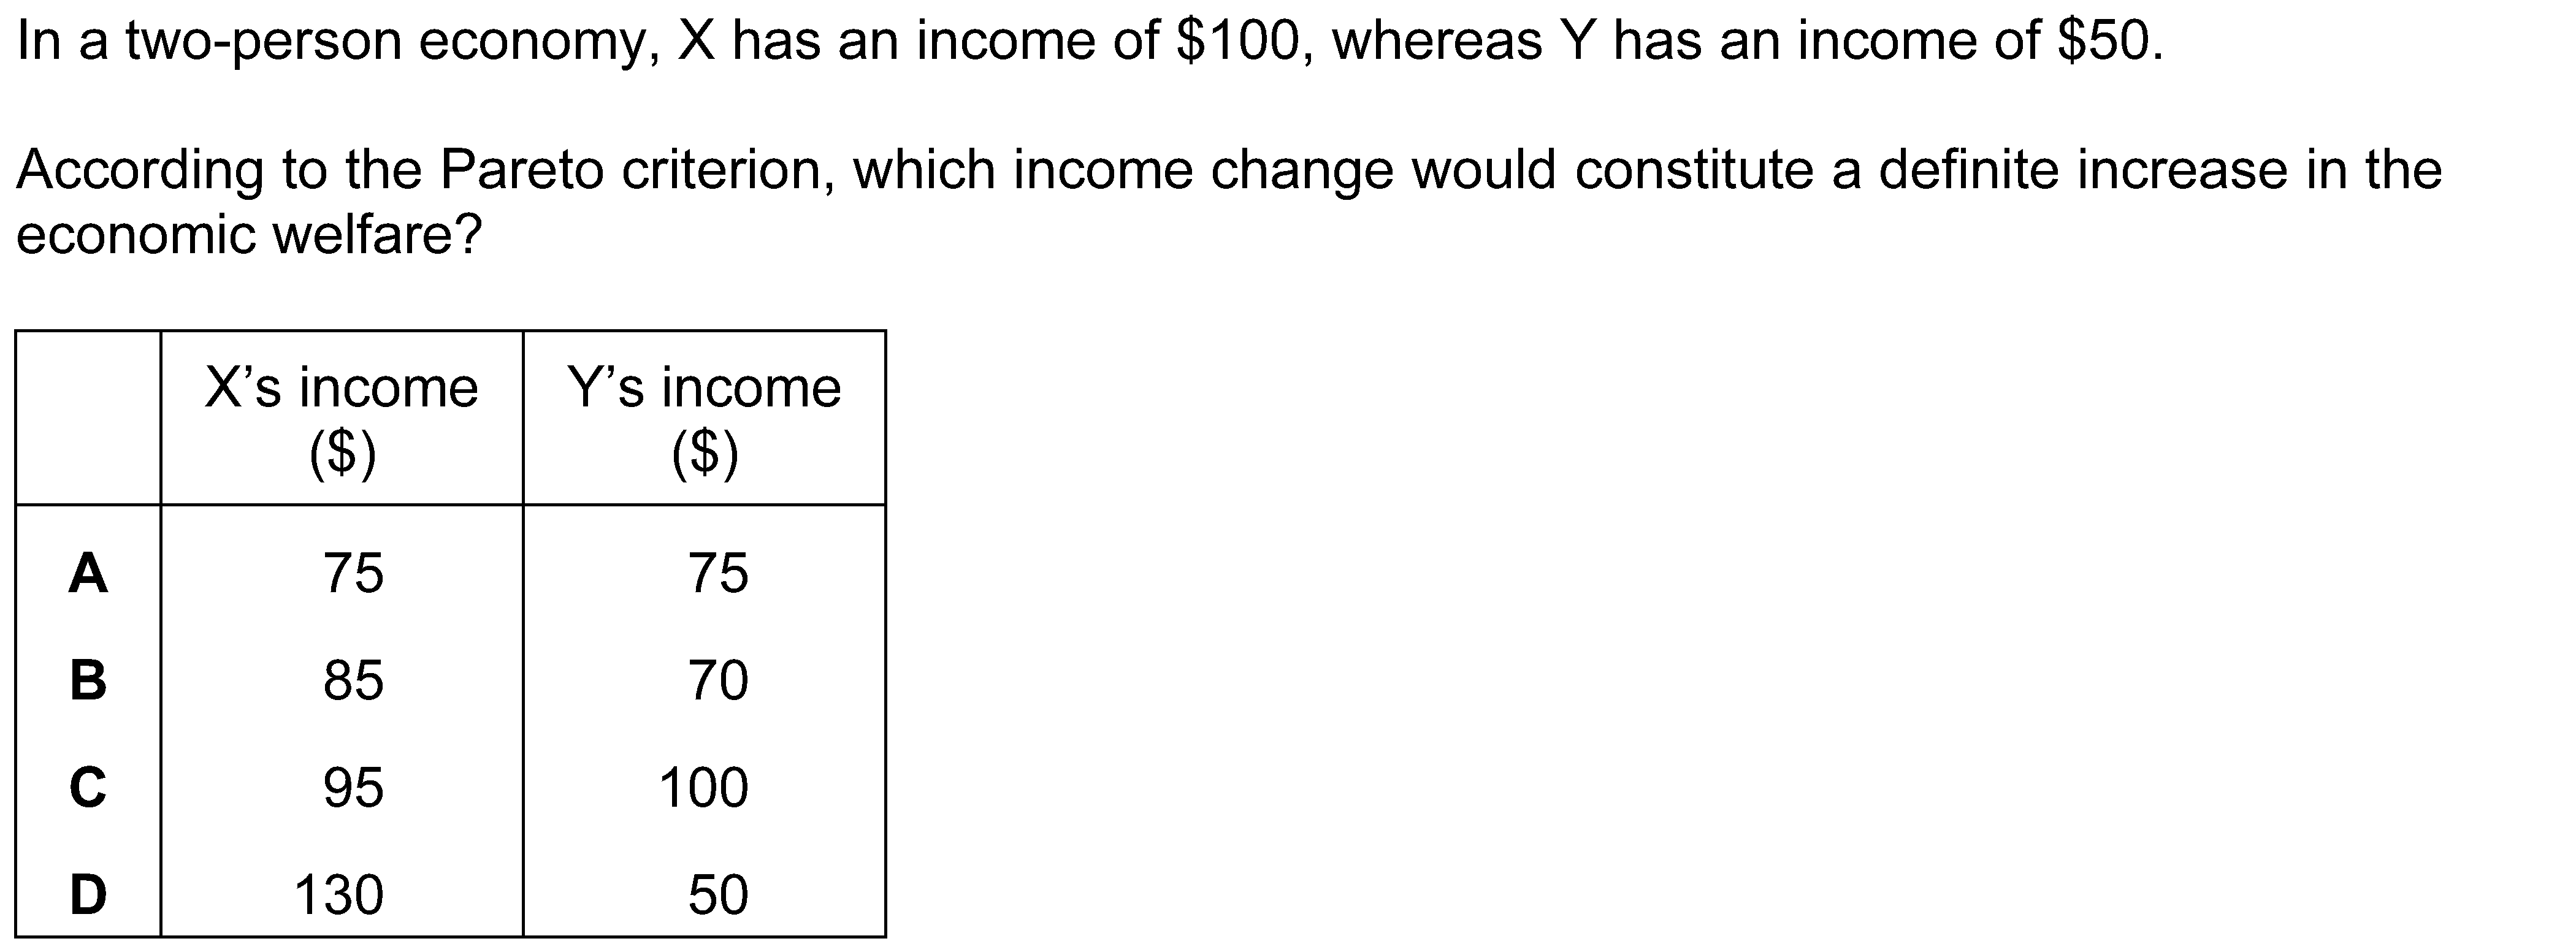 In a two-person economy, X has an income of $100, whereas Y has an income of $50.
According to the Pareto criterion, which income change would constitute a definite increase in the
economic welfare?
X’s income
($)
Y’s income
($)
A 75 75
B 85 70
C 95 100
D 130 50